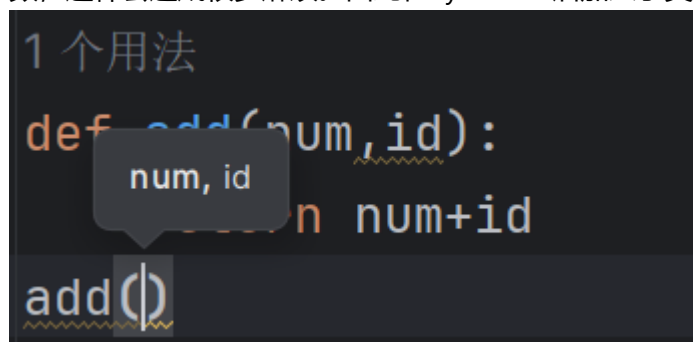 1 个用法
def add(num,id):
num, id
num+id
add()